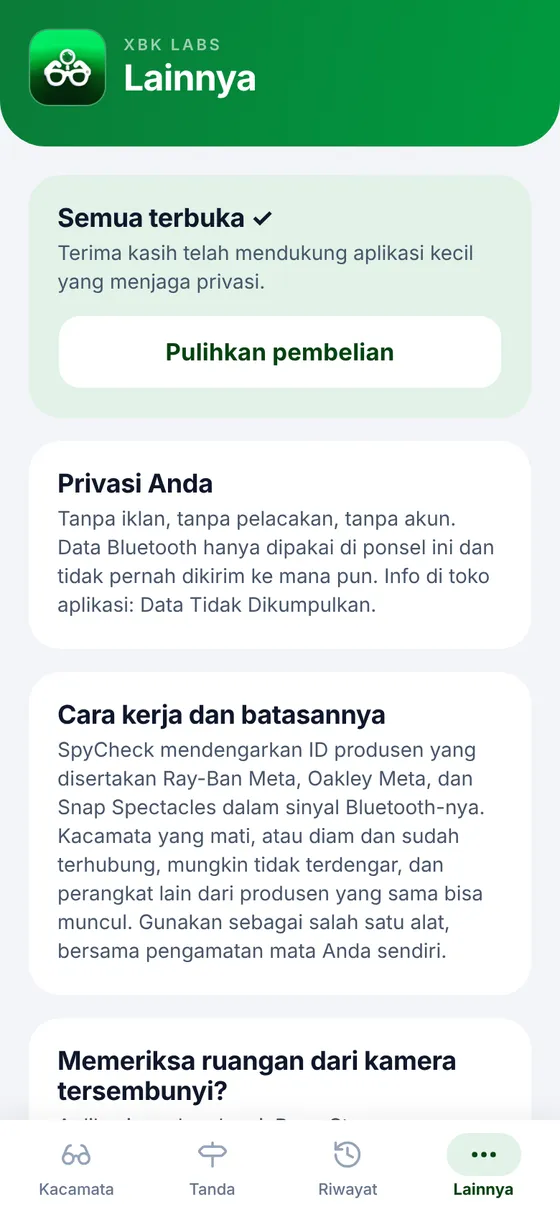 XBK LABS
Lainnya
Semua terbuka ✓
Terima kasih telah mendukung aplikasi kecil
yang menjaga privasi.
Pulihkan pembelian
Privasi Anda
Tanpa iklan, tanpa pelacakan, tanpa akun.
Data Bluetooth hanya dipakai di ponsel ini dan
tidak pernah dikirim ke mana pun. Info di toko
aplikasi: Data Tidak Dikumpulkan.
Cara kerja dan batasannya
SpyCheck mendengarkan ID produsen yang
disertakan Ray-Ban Meta, Oakley Meta, dan
Snap Spectacles dalam sinyal Bluetooth-nya.
Kacamata yang mati, atau diam dan sudah
terhubung, mungkin tidak terdengar, dan
perangkat lain dari produsen yang sama bisa
muncul. Gunakan sebagai salah satu alat,
bersama pengamatan mata Anda sendiri.
Memeriksa ruangan dari kamera
tersembunyi?
Kacamata
Tanda
Riwayat
Lainnya